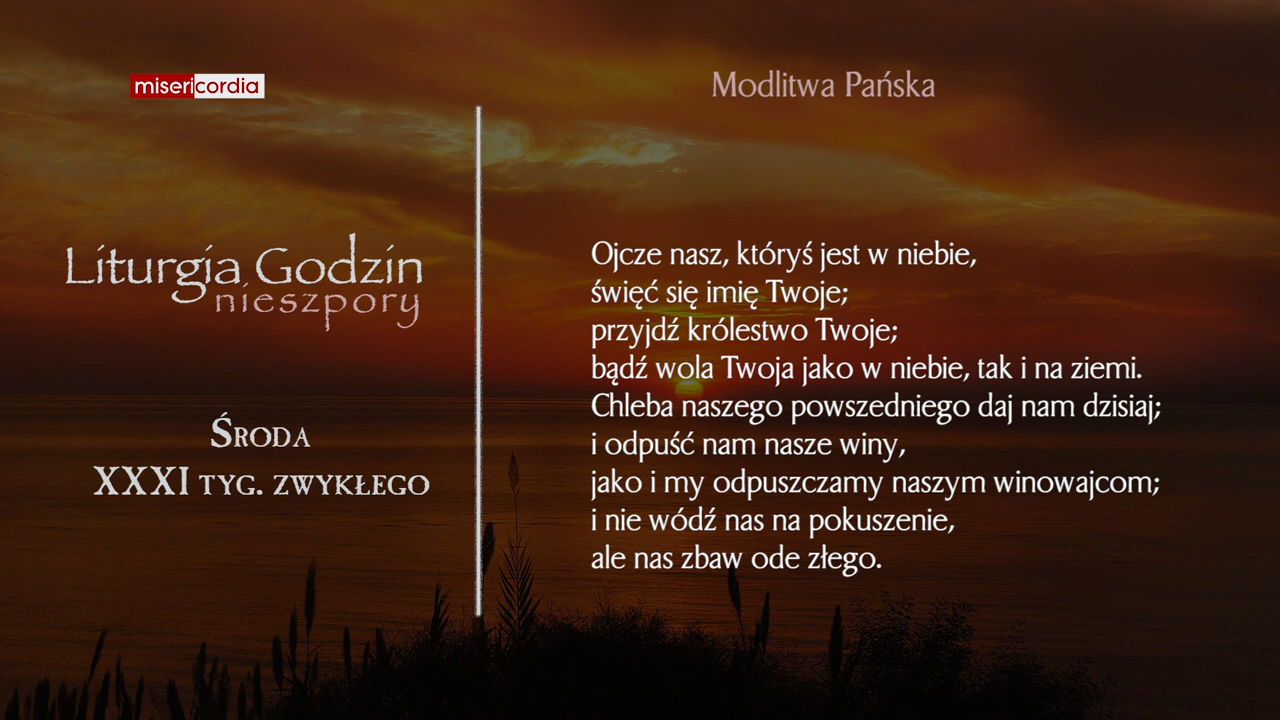 misericordia
Liturgia Godzin
nieszpory
Środa
XXXI tyg. zwykłego
Modlitwa Pańska
Ojcze nasz, któryś jest w niebie,
święć się imię Twoje;
przyjdź królestwo Twoje;
bądź wola Twoja jako w niebie, tak i na ziemi.
Chleba naszego powszedniego daj nam dzisiaj;
i odpuść nam nasze winy,
jako i my odpuszczamy naszym winowajcom;
i nie wódź nas na pokuszenie,
ale nas zbaw ode złego.